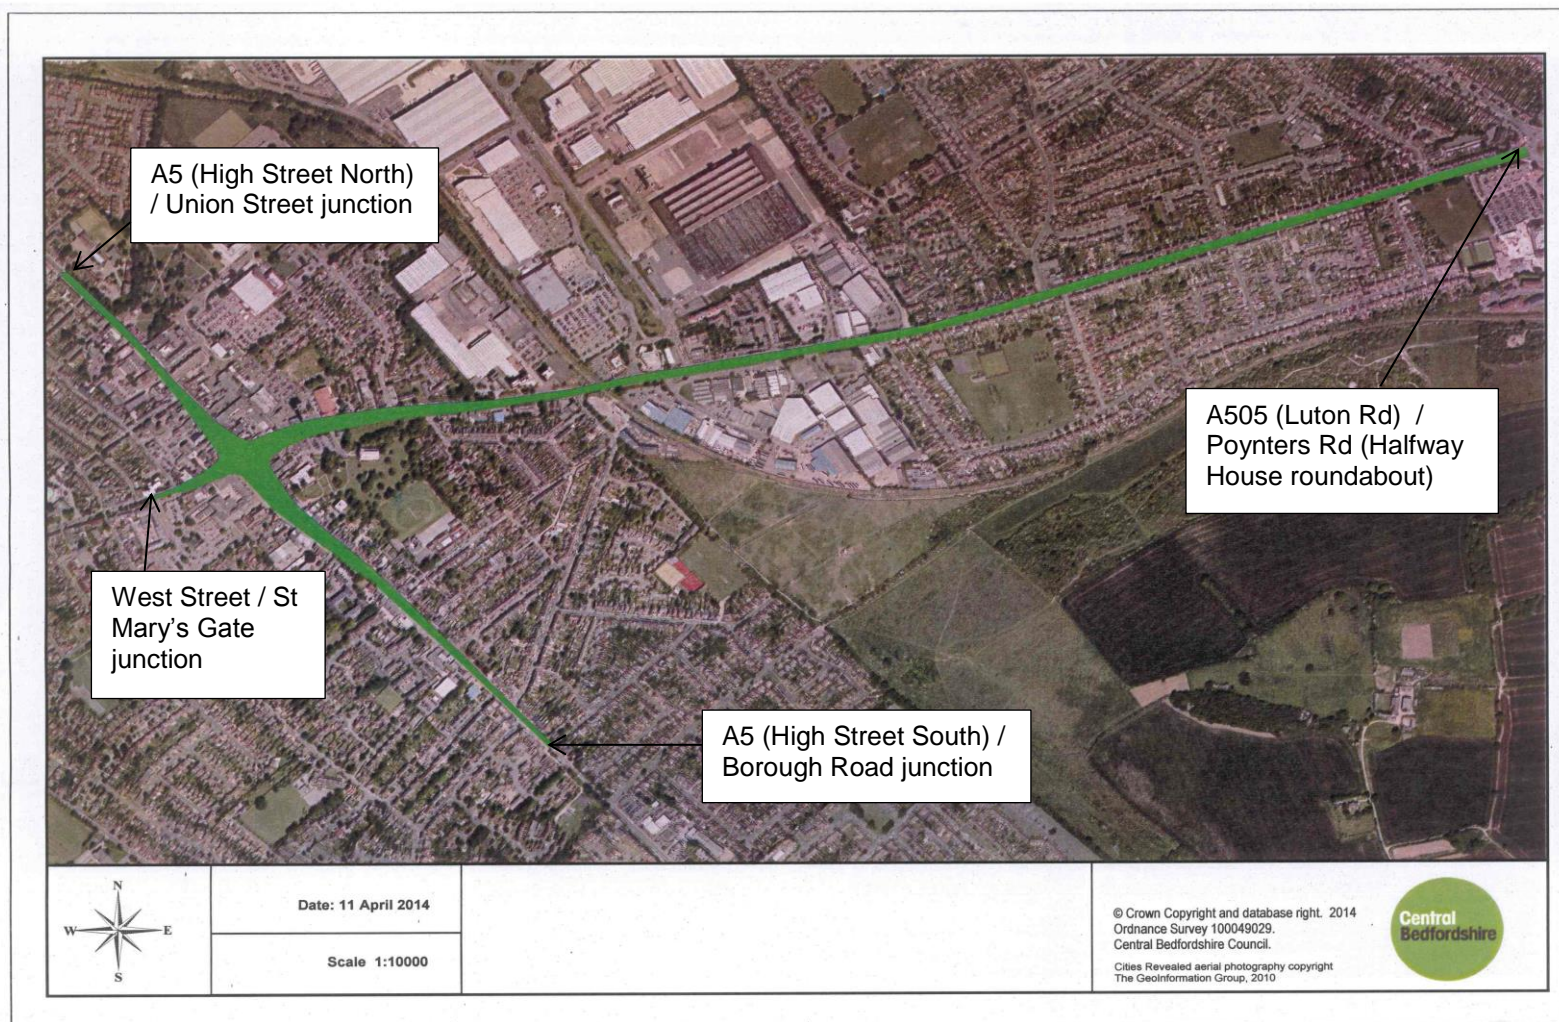 A5 (High Street North)
/ Union Street junction
A505 (Luton Rd)  /
Poynters Rd (Halfway
House roundabout)
West Street / St
Mary's Gate
junction
A5 (High Street South) /
Borough Road junction
N
W
E
S
Date: 11 April 2014
Scale 1:10000
© Crown Copyright and database right. 2014
Ordnance Survey 100049029.
Central Bedfordshire Council.
Cities Revealed aerial photography copyright
The GeoInformation Group, 2010
Central
Bedfordshire